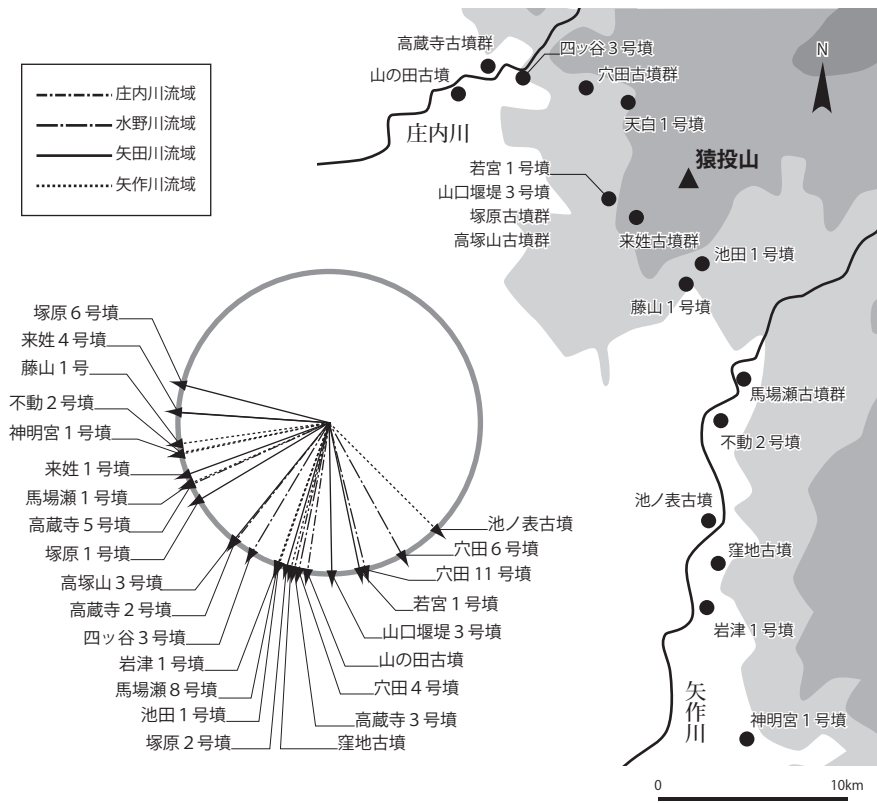 庄内川流域
水野川流域
矢田川流域
矢作川流域
高蔵寺古墳群
四ッ谷3号墳
山の田古墳
穴田古墳群
庄内川
天白1号墳
N
猿投山
若宮1号墳
山口堰堤3号墳
塚原古墳群
高塚山古墳群
来姓古墳群
池田1号墳
藤山1号墳
馬場瀬古墳群
不動2号墳
池ノ表古墳
窪地古墳
岩津1号墳
矢作川
神明宮1号墳
0
10km
塚原6号墳
来姓4号墳
藤山1号
不動2号墳
神明宮1号墳
来姓1号墳
馬場瀬1号墳
高蔵寺5号墳
塚原1号墳
高塚山3号墳
高蔵寺2号墳
四ッ谷3号墳
岩津1号墳
馬場瀬8号墳
池田1号墳
塚原2号墳
池ノ表古墳
穴田6号墳
穴田11号墳
若宮1号墳
山口堰堤3号墳
山の田古墳
穴田4号墳
高蔵寺3号墳
窪地古墳